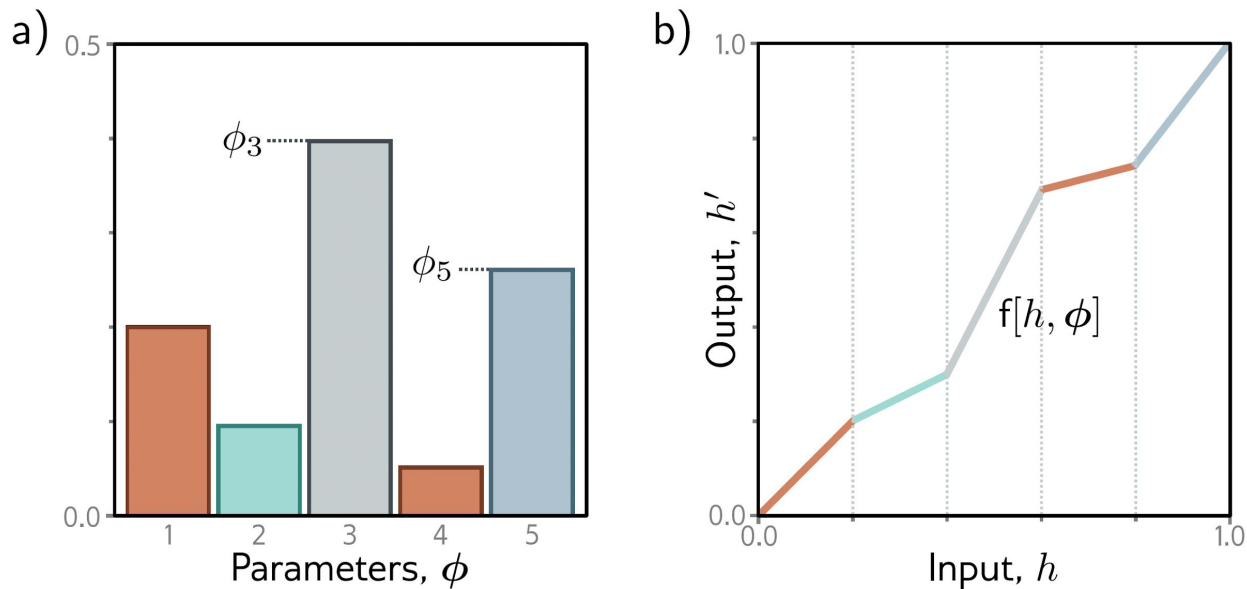 a)
0.5
ϕ₃
ϕ₅
0.0
1 2 3 4 5
Parameters, ϕ
b)
1.0
Output, h′
f[h, ϕ]
0.0
0.0 1.0
Input, h